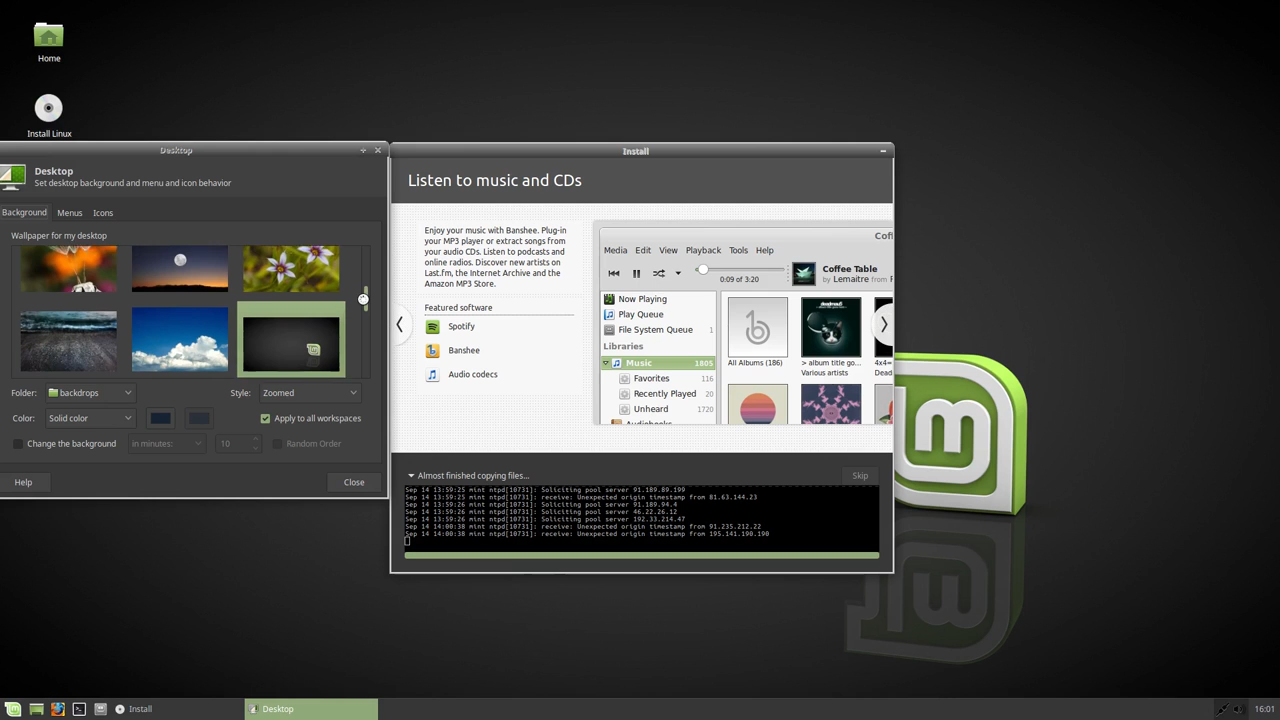 Home
Install Linux
Desktop
Desktop
Set desktop background and menu and icon behavior
Background Menus Icons
Wallpaper for my desktop
Folder: backdrops Style: Zoomed
Color: Solid color Apply to all workspaces
Change the background in minutes: 10 Random Order
Help Close
Install
Listen to music and CDs
Enjoy your music with Banshee. Plug-in
your MP3 player or extract songs from
your audio CDs. Listen to podcasts and
online radios. Discover new artists on
Last.fm, the Internet Archive and the
Amazon MP3 Store.
Featured software
Spotify
Banshee
Audio codecs
Media Edit View Playback Tools Help
0:09 of 3:20
Coffee Table
by Lemaitre from
Now Playing
Play Queue
File System Queue 1
Libraries
Music 1805
Favorites 116
Recently Played 20
Unheard 1720
All Albums (186)
> album title go...
Various artists
4x4=
Dead
Almost finished copying files...
Skip
Sep 14 13:59:25 mint ntpd[10731]: Soliciting pool server 91.189.89.199
Sep 14 13:59:25 mint ntpd[10731]: receive: Unexpected origin timestamp from 81.63.144.23
Sep 14 13:59:26 mint ntpd[10731]: Soliciting pool server 91.189.94.4
Sep 14 13:59:26 mint ntpd[10731]: Soliciting pool server 46.22.26.12
Sep 14 13:59:26 mint ntpd[10731]: Soliciting pool server 192.33.214.47
Sep 14 14:00:38 mint ntpd[10731]: receive: Unexpected origin timestamp from 91.235.212.22
Sep 14 14:00:38 mint ntpd[10731]: receive: Unexpected origin timestamp from 195.141.190.190
Install
Desktop
16:01